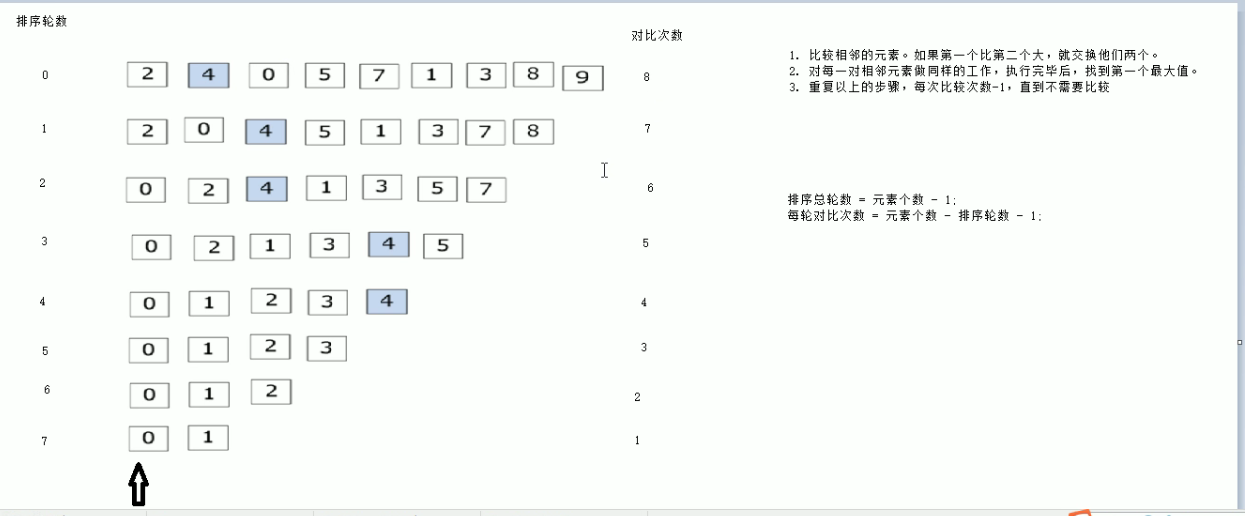 排序轮数
对比次数
0 2 4 0 5 7 1 3 8 9 8
1 2 0 4 5 1 3 7 8 7
2 0 2 4 1 3 5 7 6
3 0 2 1 3 4 5 5
4 0 1 2 3 4 4
5 0 1 2 3 3
6 0 1 2 2
7 0 1 1
1. 比较相邻的元素。如果第一个比第二个大，就交换他们两个。
2. 对每一对相邻元素做同样的工作，执行完毕后，找到第一个最大值。
3. 重复以上的步骤，每次比较次数-1，直到不需要比较
排序总轮数 = 元素个数 - 1;
每轮对比次数 = 元素个数 - 排序轮数 - 1;